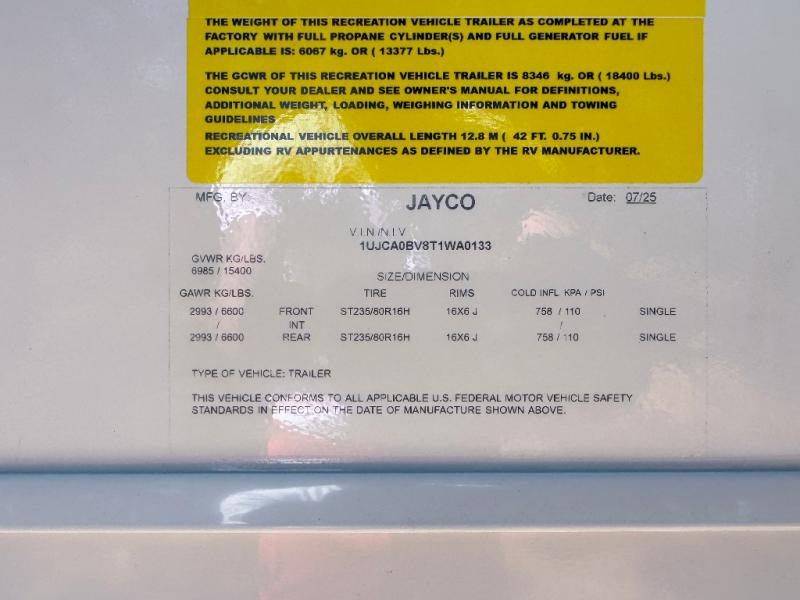 THE WEIGHT OF THIS RECREATION VEHICLE TRAILER AS COMPLETED AT THE
FACTORY WITH FULL PROPANE CYLINDER(S) AND FULL GENERATOR FUEL IF
APPLICABLE IS: 6067 kg. OR ( 13377 Lbs.)
THE GCWR OF THIS RECREATION VEHICLE TRAILER IS 8346 kg. OR ( 18400 Lbs.)
CONSULT YOUR DEALER AND SEE OWNER'S MANUAL FOR DEFINITIONS,
ADDITIONAL WEIGHT, LOADING, WEIGHING INFORMATION AND TOWING
GUIDELINES
RECREATIONAL VEHICLE OVERALL LENGTH 12.8 M ( 42 FT. 0.75 IN.)
EXCLUDING RV APPURTENANCES AS DEFINED BY THE RV MANUFACTURER.
MFG. BY: JAYCO Date: 07/25
V.I.N./N.I.V
1UJCA0BV8T1WA0133
GVWR KG/LBS.
6985 / 15400
SIZE/DIMENSION
GAWR KG/LBS. TIRE RIMS COLD INFL. KPA / PSI
2993 / 6600 FRONT ST235/80R16H 16X6 J 758 / 110 SINGLE
/ INT /
2993 / 6600 REAR ST235/80R16H 16X6 J 758 / 110 SINGLE
TYPE OF VEHICLE: TRAILER
THIS VEHICLE CONFORMS TO ALL APPLICABLE U.S. FEDERAL MOTOR VEHICLE SAFETY
STANDARDS IN EFFECT ON THE DATE OF MANUFACTURE SHOWN ABOVE.